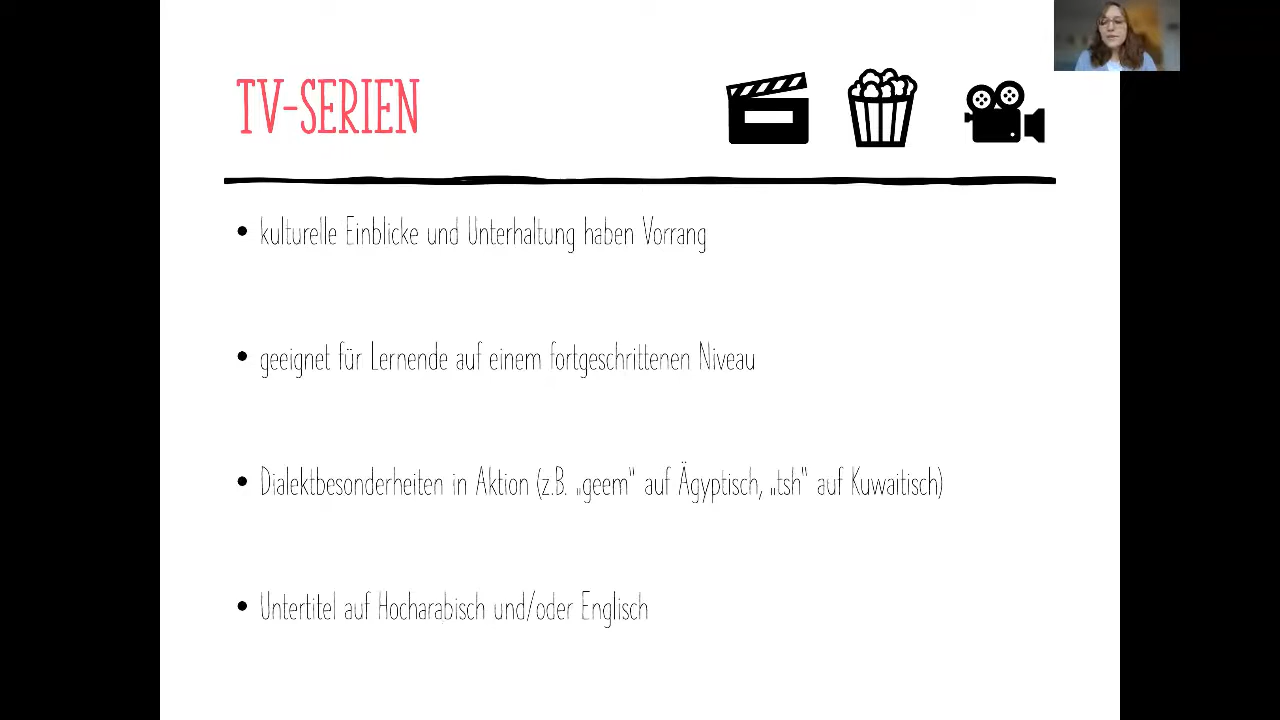 TV-SERIEN
• kulturelle Einblicke und Unterhaltung haben Vorrang
• geeignet für Lernende auf einem fortgeschrittenen Niveau
• Dialektbesonderheiten in Aktion (z.B. „geem“ auf Ägyptisch, „tsh“ auf Kuwaitisch)
• Untertitel auf Hocharabisch und/oder Englisch